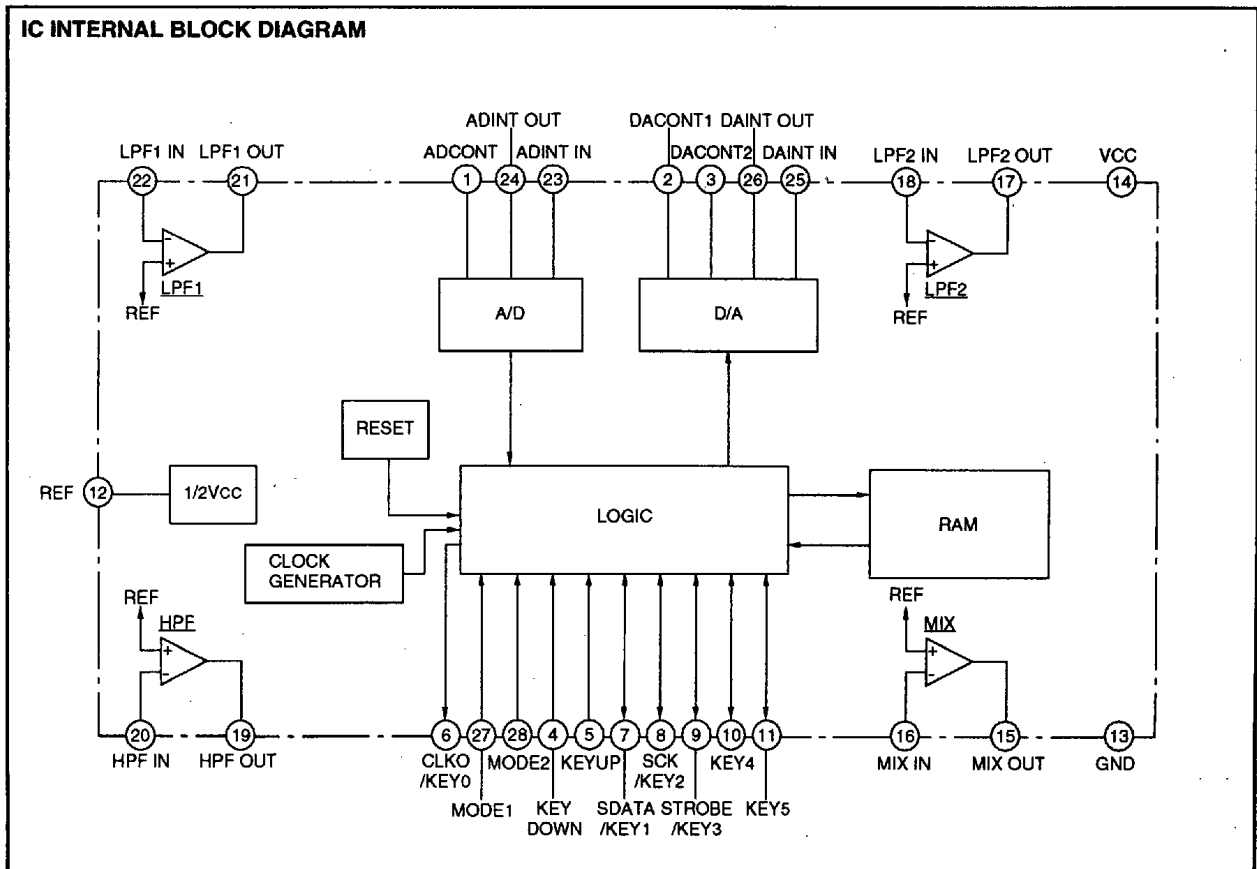 IC INTERNAL BLOCK DIAGRAM
ADINT OUT
DACONT1 DAINT OUT
LPF1 IN LPF1 OUT
ADCONT
ADINT IN
DACONT2
DAINT IN
LPF2 IN
LPF2 OUT
VCC
22
21
1
24
23
2
3
26
25
18
17
14
-
+
LPF1
REF
A/D
D/A
-
+
LPF2
REF
RESET
REF
12
1/2VCC
LOGIC
RAM
CLOCK
GENERATOR
REF
HPF
+
-
REF
MIX
+
-
20
19
6
27
28
4
5
7
8
9
10
11
16
15
13
HPF IN
HPF OUT
CLKO
/KEY0
MODE2
KEYUP
SCK
/KEY2
KEY4
MIX IN
MIX OUT
GND
MODE1
KEY
DOWN
SDATA
/KEY1
STROBE
/KEY3
KEY5